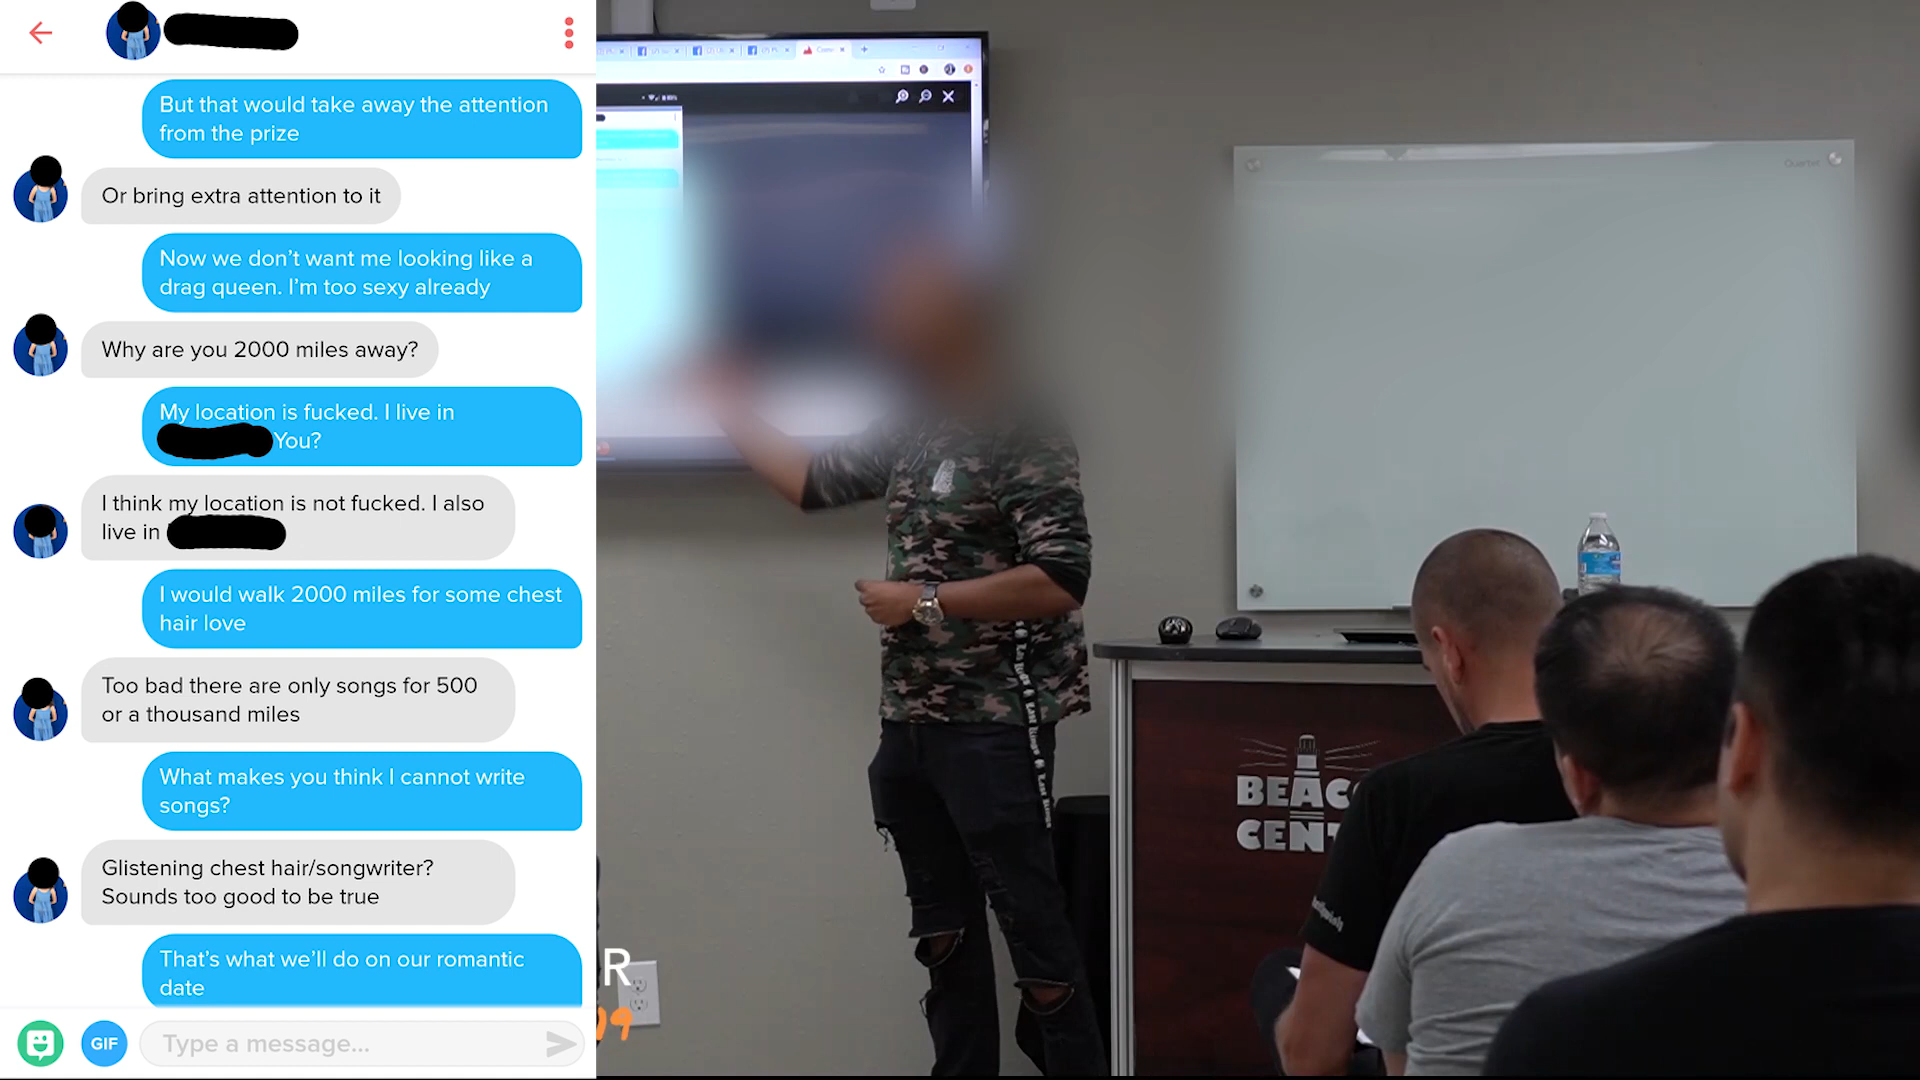 But that would take away the attention
from the prize
Or bring extra attention to it
Now we don't want me looking like a
drag queen. I'm too sexy already
Why are you 2000 miles away?
My location is fucked. I live in
You?
I think my location is not fucked. I also
live in
I would walk 2000 miles for some chest
hair love
Too bad there are only songs for 500
or a thousand miles
What makes you think I cannot write
songs?
Glistening chest hair/songwriter?
Sounds too good to be true
That's what we'll do on our romantic
date
GIF
Type a message...
Quartet
BEAC
CENT
R
19